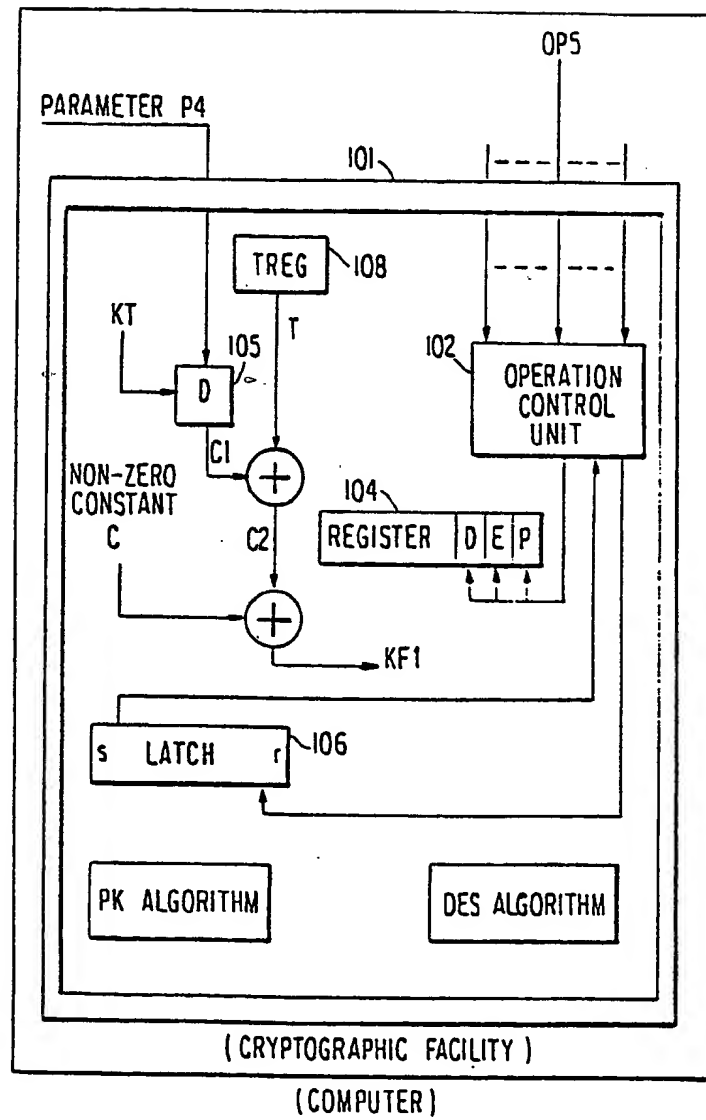 OPS
PARAMETER P4
101
TREG
108
KT
T
102
105
D
OPERATION
CONTROL
UNIT
C1
NON-ZERO
CONSTANT
C
104
C2
REGISTER D E P
KF1
106
s LATCH r
PK ALGORITHM
DES ALGORITHM
(CRYPTOGRAPHIC FACILITY)
(COMPUTER)